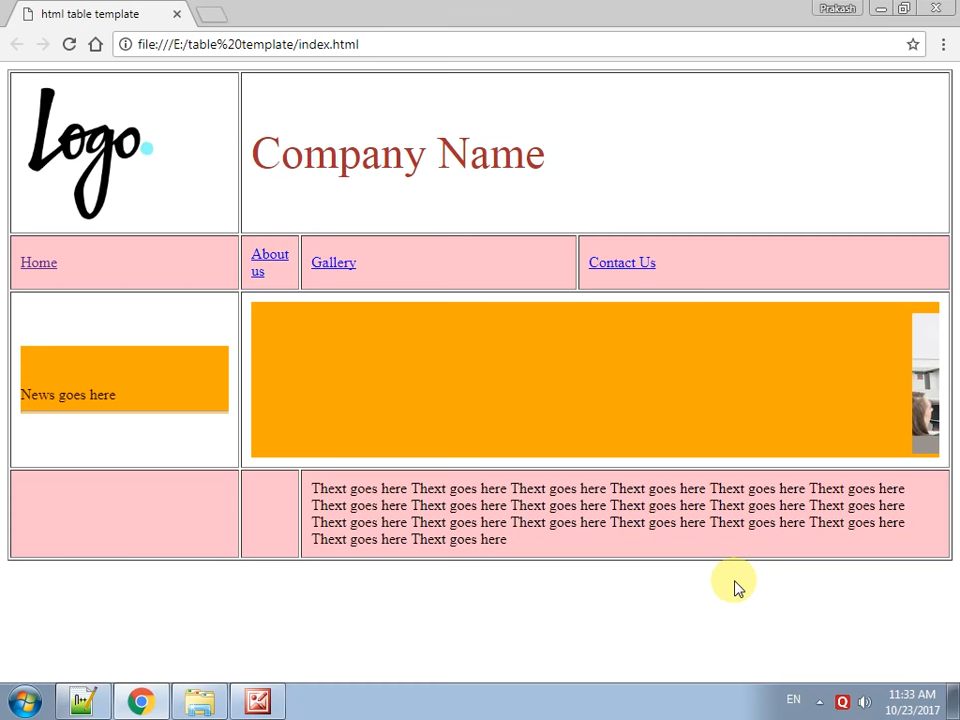 html table template
Prakash
file:///E:/table%20template/index.html
Logo.
Company Name
Home
About
us
Gallery
Contact Us
News goes here
Thext goes here Thext goes here Thext goes here Thext goes here Thext goes here Thext goes here
Thext goes here Thext goes here Thext goes here Thext goes here Thext goes here Thext goes here
Thext goes here Thext goes here Thext goes here Thext goes here Thext goes here Thext goes here
Thext goes here Thext goes here
EN
11:33 AM
10/23/2017